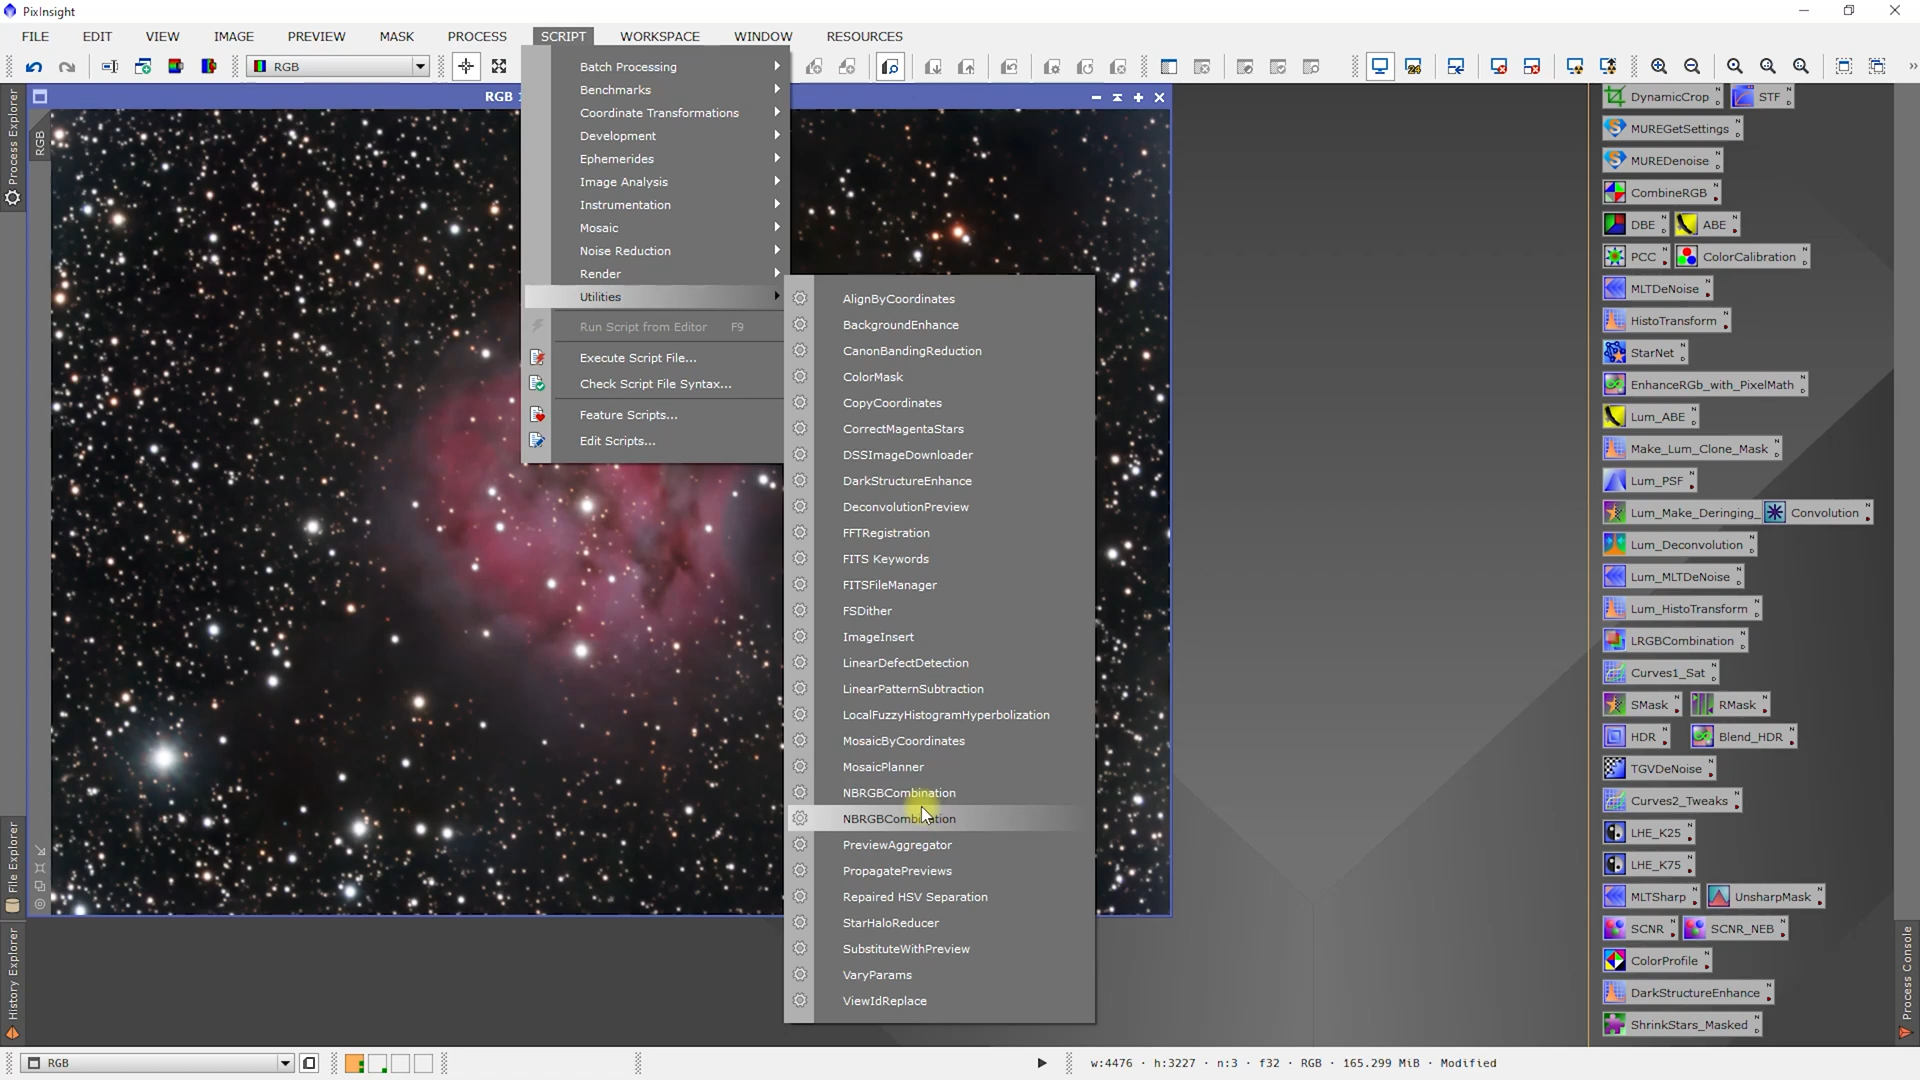 PixInsight
FILE EDIT VIEW IMAGE PREVIEW MASK PROCESS SCRIPT WORKSPACE WINDOW RESOURCES
RGB
RGB
Process Explorer
RGB
File Explorer
History Explorer
Batch Processing
Benchmarks
Coordinate Transformations
Development
Ephemerides
Image Analysis
Instrumentation
Mosaic
Noise Reduction
Render
Utilities
Run Script from Editor F9
Execute Script File...
Check Script File Syntax...
Feature Scripts...
Edit Scripts...
AlignByCoordinates
BackgroundEnhance
CanonBandingReduction
ColorMask
CopyCoordinates
CorrectMagentaStars
DSSImageDownloader
DarkStructureEnhance
DeconvolutionPreview
FFTRegistration
FITS Keywords
FITSFileManager
FSDither
ImageInsert
LinearDefectDetection
LinearPatternSubtraction
LocalFuzzyHistogramHyperbolization
MosaicByCoordinates
MosaicPlanner
NBRGBCombination
NBRGBCombination
PreviewAggregator
PropagatePreviews
Repaired HSV Separation
StarHaloReducer
SubstituteWithPreview
VaryParams
ViewIdReplace
DynamicCrop STF
MUREGetSettings
MUREDenoise
CombineRGB
DBE ABE
PCC ColorCalibration
MLTDeNoise
HistoTransform
StarNet
EnhanceRGb_with_PixelMath
Lum_ABE
Make_Lum_Clone_Mask
Lum_PSF
Lum_Make_Deringing_ Convolution
Lum_Deconvolution
Lum_MLTDeNoise
Lum_HistoTransform
LRGBCombination
Curves1_Sat
SMask RMask
HDR Blend_HDR
TGVDeNoise
Curves2_Tweaks
LHE_K25
LHE_K75
MLTSharp UnsharpMask
SCNR SCNR_NEB
ColorProfile
DarkStructureEnhance
ShrinkStars_Masked
Process Console
RGB
w:4476 · h:3227 · n:3 · f32 · RGB · 165.299 MiB · Modified